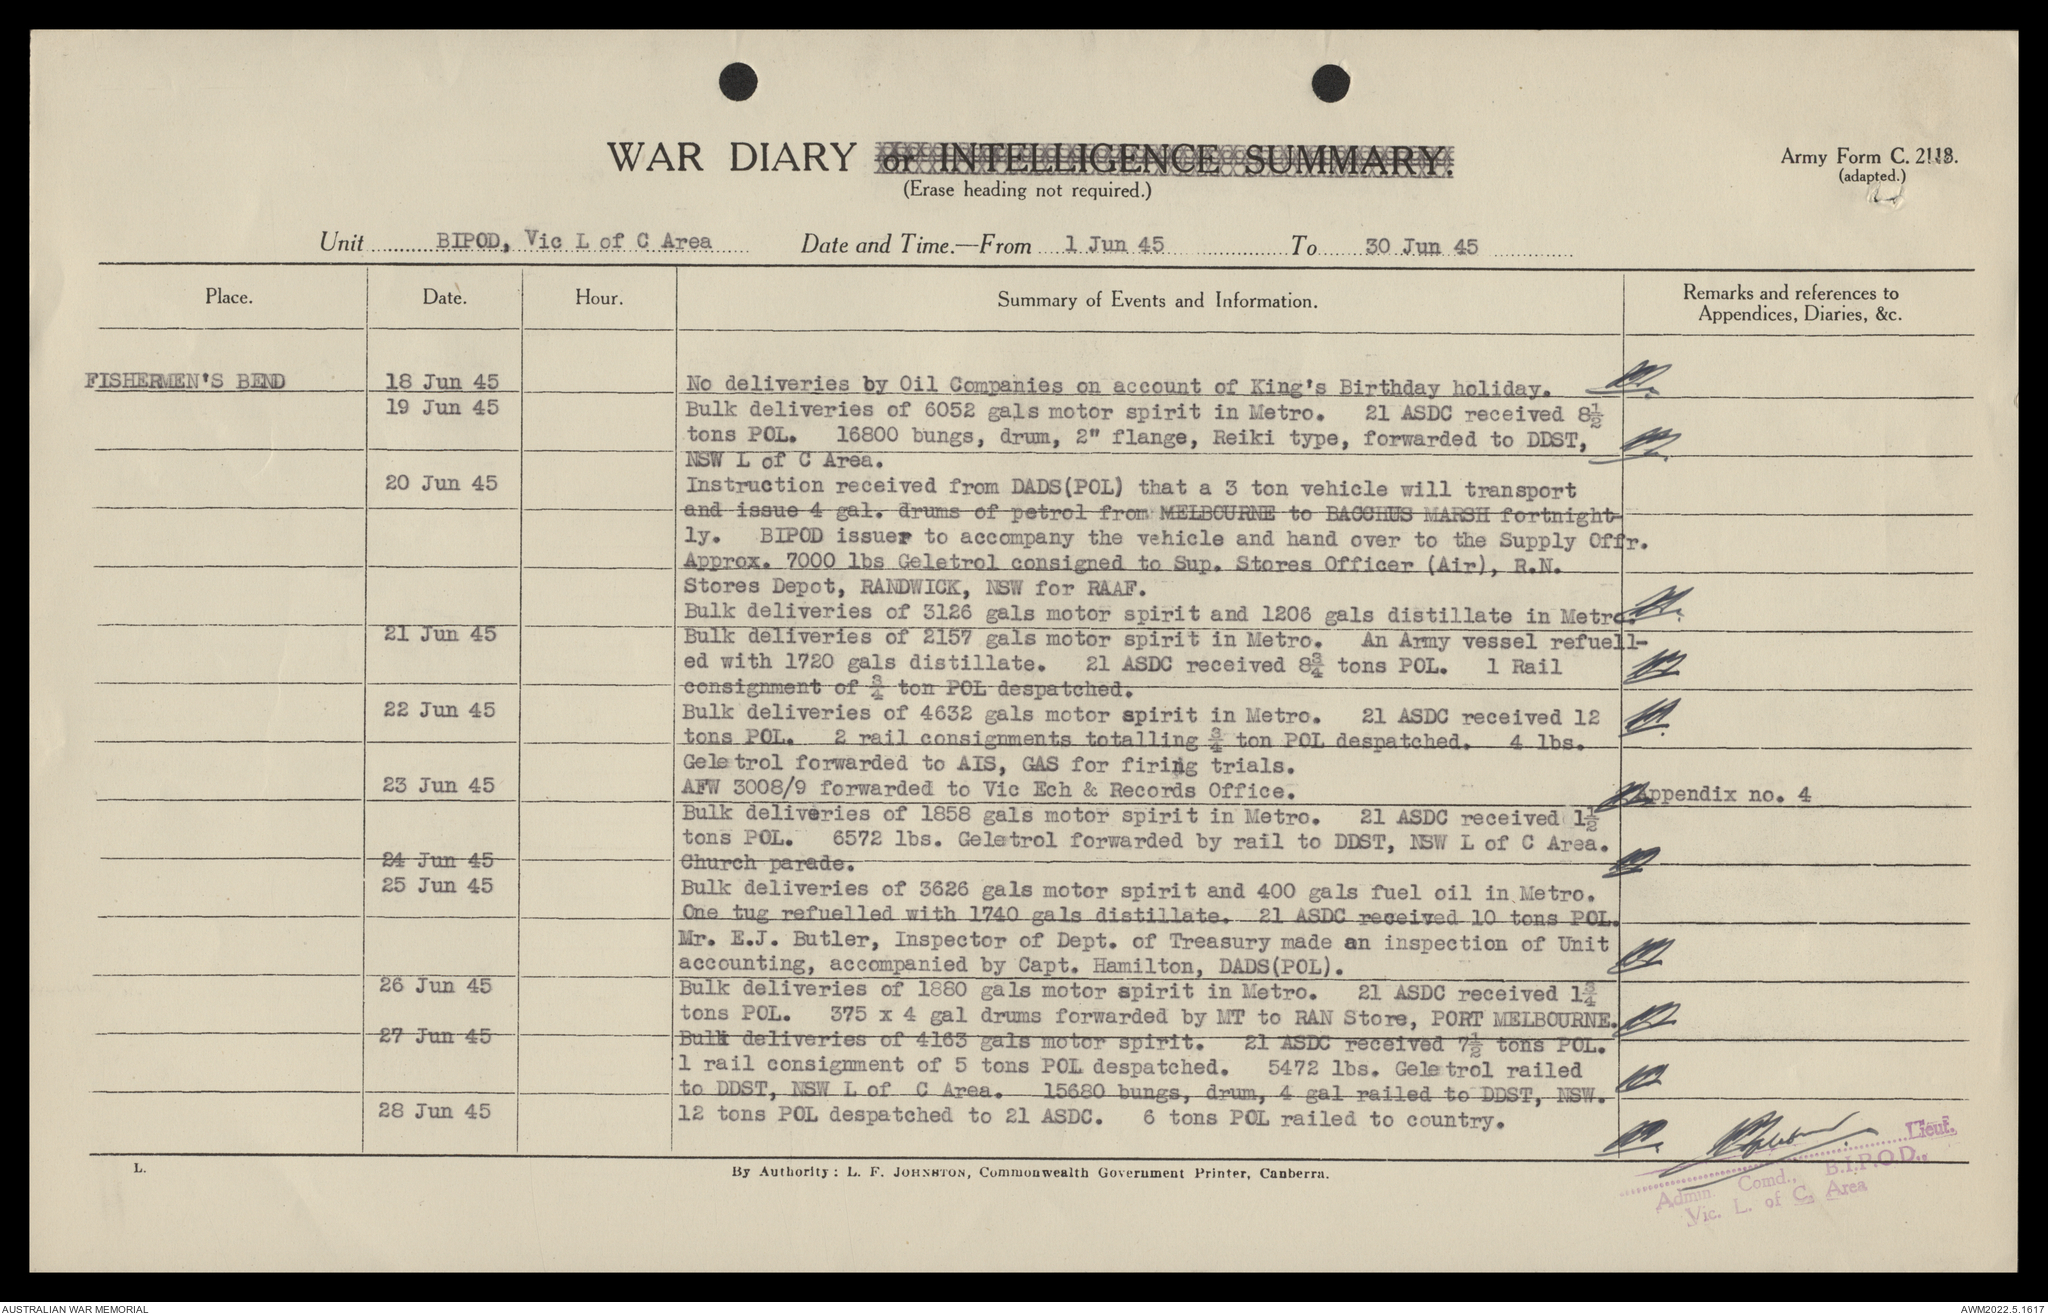 WAR DIARY or INTELLIGENCE SUMMARY.
(Erase heading not required.)
Army Form C. 2118.
(adapted.)
Unit BIPOD, Vic L of C Area Date and Time.—From 1 Jun 45 To 30 Jun 45
Place. Date. Hour. Summary of Events and Information. Remarks and references to
Appendices, Diaries, &c.
FISHERMEN'S BEND 18 Jun 45 No deliveries by Oil Companies on account of King's Birthday holiday.
19 Jun 45 Bulk deliveries of 6052 gals motor spirit in Metro. 21 ASDC received 8½
tons POL. 16800 bungs, drum, 2" flange, Reiki type, forwarded to DDST,
NSW L of C Area.
20 Jun 45 Instruction received from DADS(POL) that a 3 ton vehicle will transport
and issue 4 gal. drums of petrol from MELBOURNE to BACCHUS MARSH fortnight-
ly. BIPOD issuer to accompany the vehicle and hand over to the Supply Offr.
Approx. 7000 lbs Geletrol consigned to Sup. Stores Officer (Air), R.N.
Stores Depot, RANDWICK, NSW for RAAF.
Bulk deliveries of 3126 gals motor spirit and 1206 gals distillate in Metro.
21 Jun 45 Bulk deliveries of 2157 gals motor spirit in Metro. An Army vessel refuell-
ed with 1720 gals distillate. 21 ASDC received 8¾ tons POL. 1 Rail
consignment of ¾ ton POL despatched.
22 Jun 45 Bulk deliveries of 4632 gals motor spirit in Metro. 21 ASDC received 12
tons POL. 2 rail consignments totalling ¾ ton POL despatched. 4 lbs.
Geletrol forwarded to AIS, GAS for firing trials.
23 Jun 45 AFW 3008/9 forwarded to Vic Ech & Records Office. Appendix no. 4
Bulk deliveries of 1858 gals motor spirit in Metro. 21 ASDC received 1½
tons POL. 6572 lbs. Geletrol forwarded by rail to DDST, NSW L of C Area.
24 Jun 45 Church parade.
25 Jun 45 Bulk deliveries of 3626 gals motor spirit and 400 gals fuel oil in Metro.
One tug refuelled with 1740 gals distillate. 21 ASDC received 10 tons POL.
Mr. E.J. Butler, Inspector of Dept. of Treasury made an inspection of Unit
accounting, accompanied by Capt. Hamilton, DADS(POL).
26 Jun 45 Bulk deliveries of 1880 gals motor spirit in Metro. 21 ASDC received 1¾
tons POL. 375 x 4 gal drums forwarded by MT to RAN Store, PORT MELBOURNE.
27 Jun 45 Bulk deliveries of 4163 gals motor spirit. 21 ASDC received 7½ tons POL.
1 rail consignment of 5 tons POL despatched. 5472 lbs. Geletrol railed
to DDST, NSW L of C Area. 15680 bungs, drum, 4 gal railed to DDST, NSW.
28 Jun 45 12 tons POL despatched to 21 ASDC. 6 tons POL railed to country.
Lieut.
Admin. Comd., B.I.P.O.D.,
Vic. L. of C. Area
L.
By Authority: L. F. JOHNSTON, Commonwealth Government Printer, Canberra.
AUSTRALIAN WAR MEMORIAL
AWM2022.5.1617